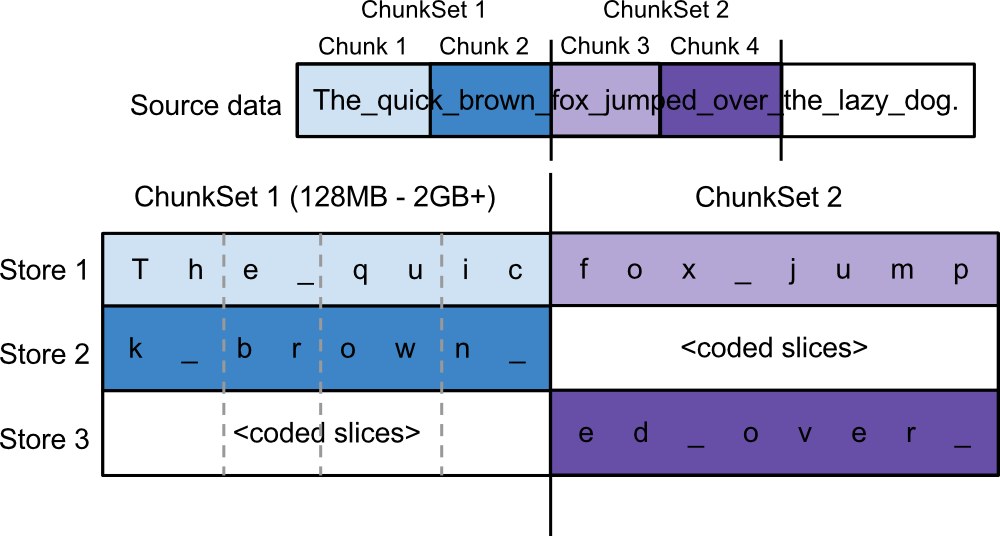 ChunkSet 1 ChunkSet 2
Chunk 1 Chunk 2 Chunk 3 Chunk 4
Source data The_quick_brown_fox_jumped_over_the_lazy_dog.
ChunkSet 1 (128MB - 2GB+) ChunkSet 2
Store 1 T h e _ q u i c f o x _ j u m p
Store 2 k _ b r o w n _ <coded slices>
Store 3 <coded slices> e d _ o v e r _